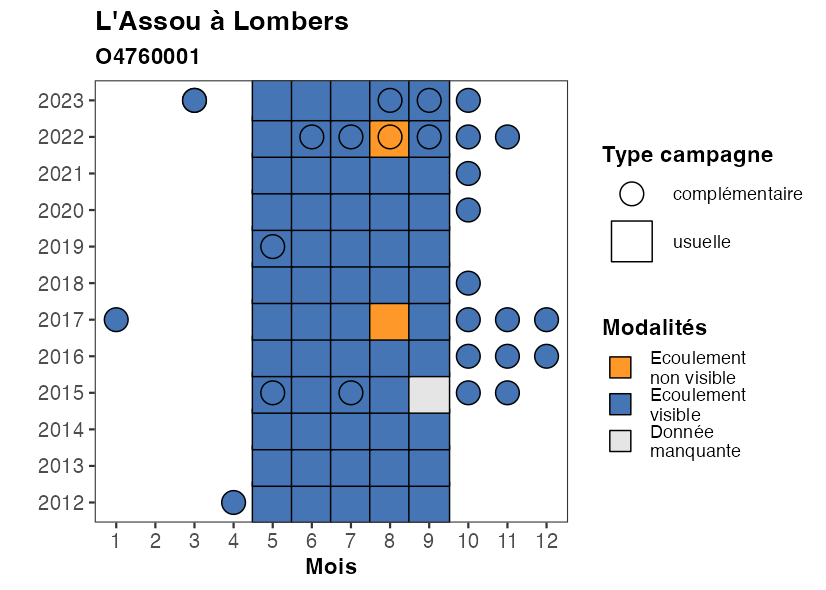 L'Assou à Lombers
O4760001
2023
2022
2021
2020
2019
2018
2017
2016
2015
2014
2013
2012
1 2 3 4 5 6 7 8 9 10 11 12
Mois
Type campagne
complémentaire
usuelle
Modalités
Ecoulement
non visible
Ecoulement
visible
Donnée
manquante